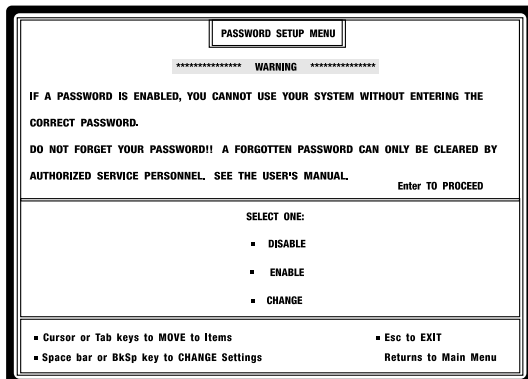 PASSWORD SETUP MENU
*************** WARNING ***************
IF A PASSWORD IS ENABLED, YOU CANNOT USE YOUR SYSTEM WITHOUT ENTERING THE
CORRECT PASSWORD.
DO NOT FORGET YOUR PASSWORD!! A FORGOTTEN PASSWORD CAN ONLY BE CLEARED BY
AUTHORIZED SERVICE PERSONNEL. SEE THE USER'S MANUAL.
Enter TO PROCEED
SELECT ONE:
▪ DISABLE
▪ ENABLE
▪ CHANGE
▪ Cursor or Tab keys to MOVE to Items ▪ Esc to EXIT
▪ Space bar or BkSp key to CHANGE Settings Returns to Main Menu